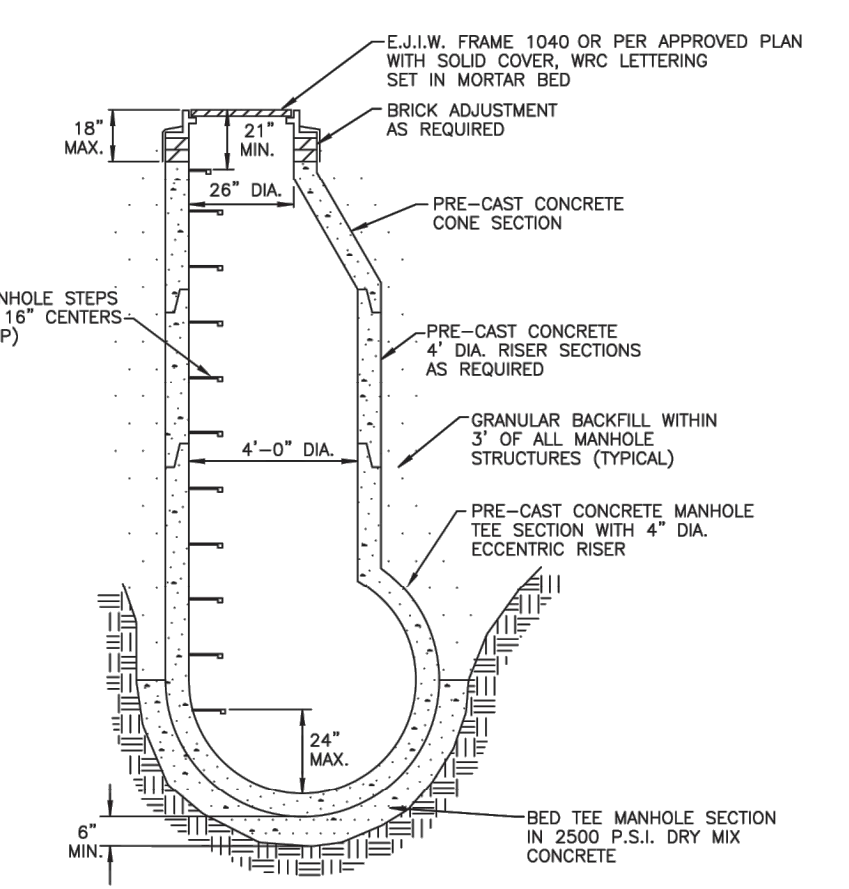 E.J.I.W. FRAME 1040 OR PER APPROVED PLAN
WITH SOLID COVER, WRC LETTERING
SET IN MORTAR BED
BRICK ADJUSTMENT
AS REQUIRED
18"
MAX.
21"
MIN.
26" DIA.
PRE-CAST CONCRETE
CONE SECTION
NHOLE STEPS
16" CENTERS
P)
PRE-CAST CONCRETE
4' DIA. RISER SECTIONS
AS REQUIRED
GRANULAR BACKFILL WITHIN
3' OF ALL MANHOLE
STRUCTURES (TYPICAL)
4'-0" DIA.
PRE-CAST CONCRETE MANHOLE
TEE SECTION WITH 4" DIA.
ECCENTRIC RISER
24"
MAX.
6"
MIN.
BED TEE MANHOLE SECTION
IN 2500 P.S.I. DRY MIX
CONCRETE